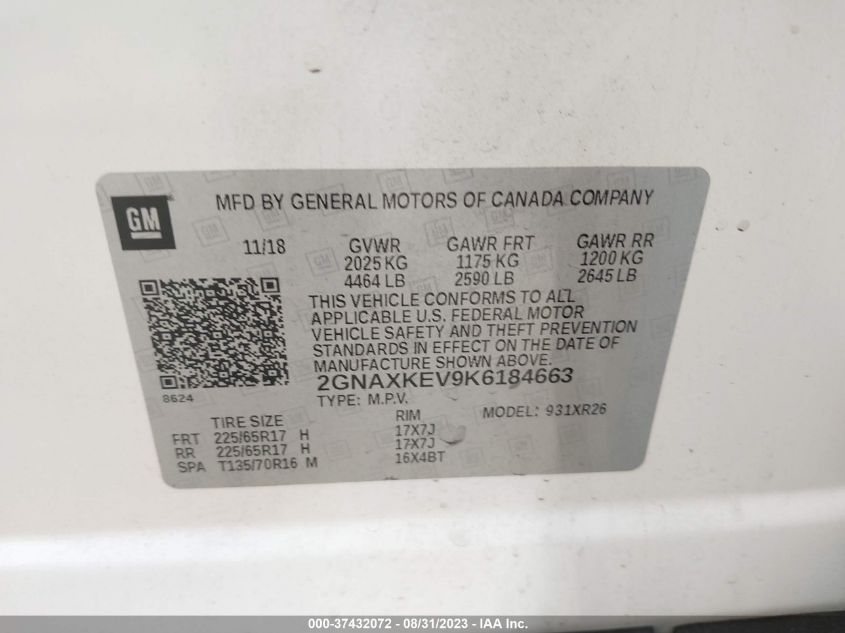 GM
MFD BY GENERAL MOTORS OF CANADA COMPANY
11/18 GVWR GAWR FRT GAWR RR
2025 KG 1175 KG 1200 KG
4464 LB 2590 LB 2645 LB
THIS VEHICLE CONFORMS TO ALL
APPLICABLE U.S. FEDERAL MOTOR
VEHICLE SAFETY AND THEFT PREVENTION
STANDARDS IN EFFECT ON THE DATE OF
MANUFACTURE SHOWN ABOVE.
8624
2GNAXKEV9K6184663
TYPE: M.P.V. MODEL: 931XR26
TIRE SIZE RIM
FRT 225/65R17 H 17X7J
RR 225/65R17 H 17X7J
SPA T135/70R16 M 16X4BT
000-37432072 - 08/31/2023 - IAA Inc.